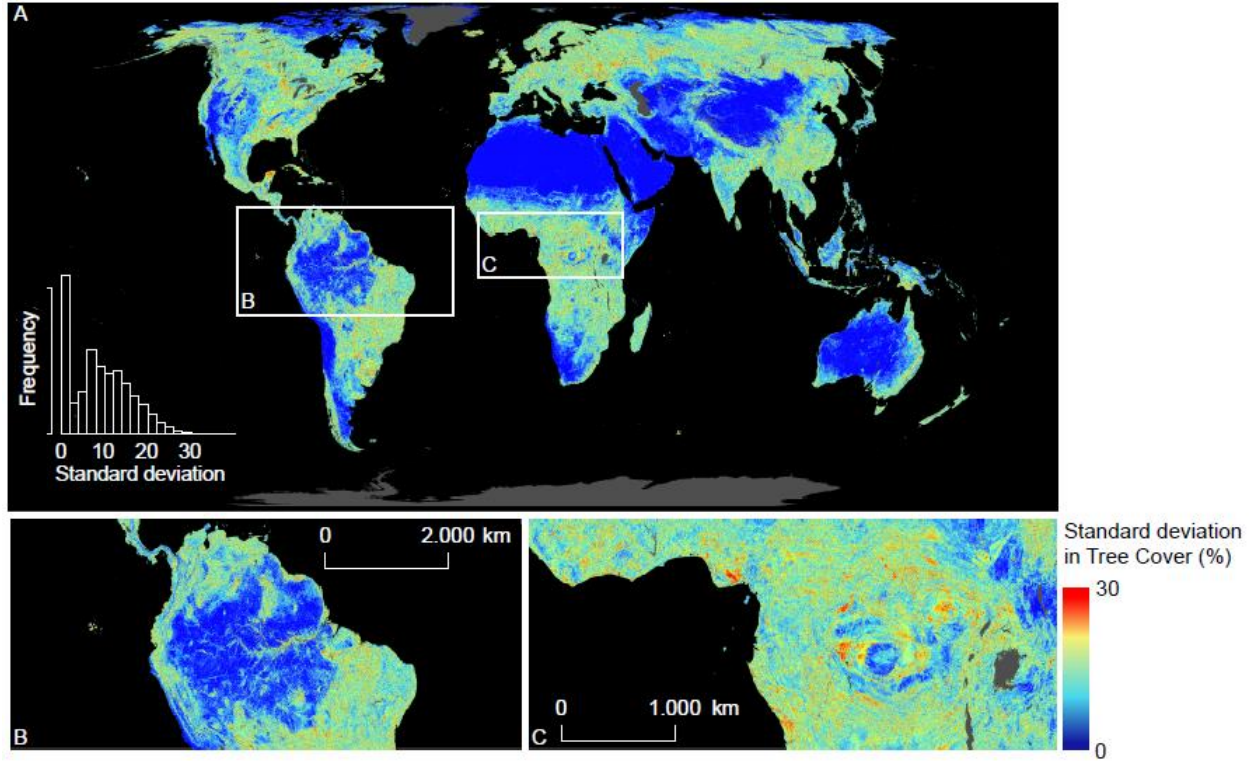 A
B
C
Frequency
0 10 20 30
Standard deviation
0 2.000 km
B
0 1.000 km
C
Standard deviation
in Tree Cover (%)
30
0